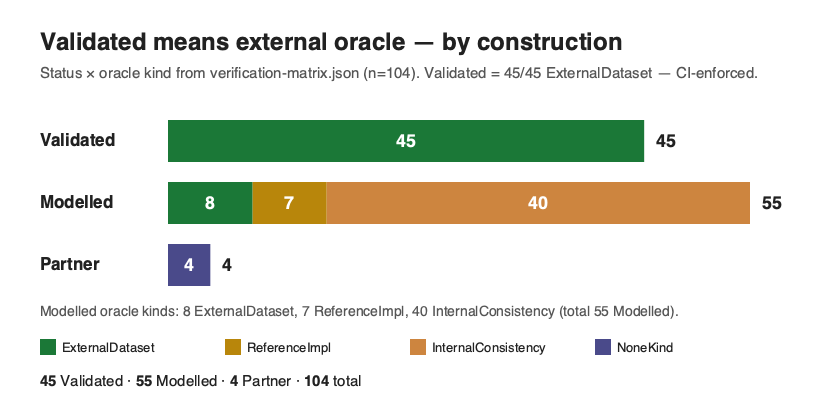 Validated means external oracle — by construction
Status × oracle kind from verification-matrix.json (n=104). Validated = 45/45 ExternalDataset — CI-enforced.
Validated 45 45
Modelled 8 7 40 55
Partner 4 4
Modelled oracle kinds: 8 ExternalDataset, 7 ReferenceImpl, 40 InternalConsistency (total 55 Modelled).
ExternalDataset ReferenceImpl InternalConsistency NoneKind
45 Validated · 55 Modelled · 4 Partner · 104 total